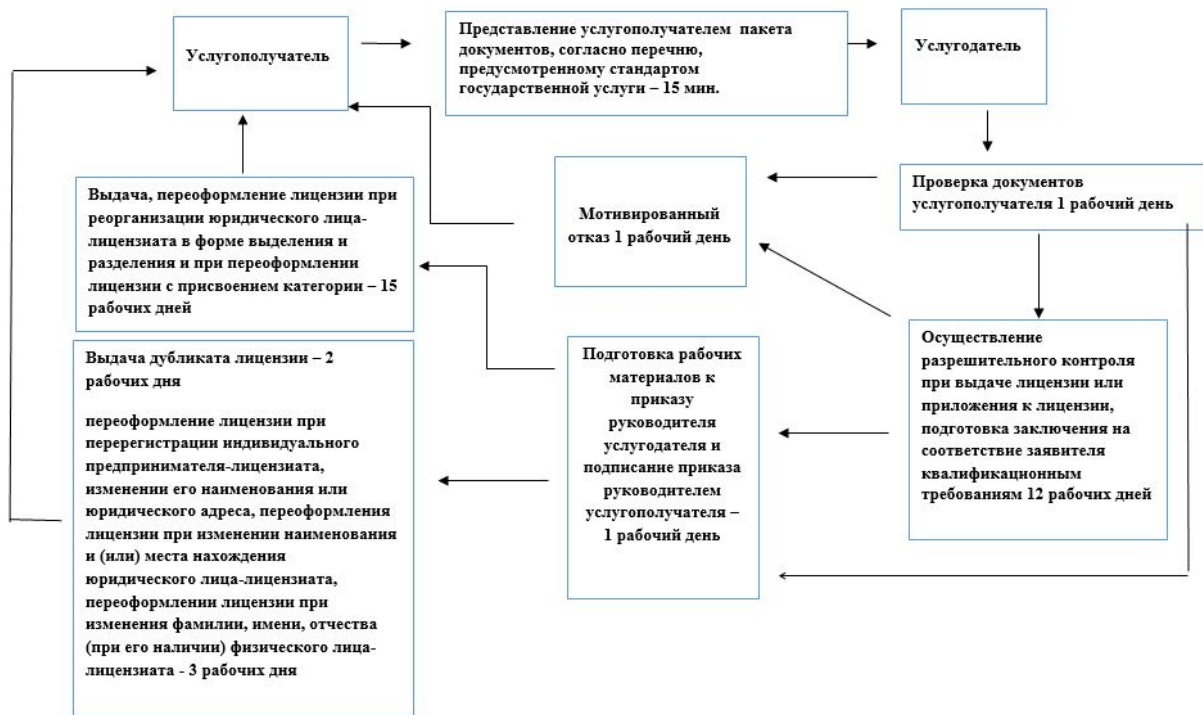 Услугополучатель
Представление услугополучателем пакета
документов, согласно перечню,
предусмотренному стандартом
государственной услуги – 15 мин.
Услугодатель
Выдача, переоформление лицензии при
реорганизации юридического лица-
лицензиата в форме выделения и
разделения и при переоформлении
лицензии с присвоением категории – 15
рабочих дней
Мотивированный
отказ 1 рабочий день
Проверка документов
услугополучателя 1 рабочий день
Выдача дубликата лицензии – 2
рабочих дня
переоформление лицензии при
перерегистрации индивидуального
предпринимателя-лицензиата,
изменении его наименования или
юридического адреса, переоформления
лицензии при изменении наименования
и (или) места нахождения
юридического лица-лицензиата,
переоформлении лицензии при
изменения фамилии, имени, отчества
(при его наличии) физического лица-
лицензиата - 3 рабочих дня
Подготовка рабочих
материалов к
приказу
руководителя
услугодателя и
подписание приказа
руководителем
услугополучателя –
1 рабочий день
Осуществление
разрешительного контроля
при выдаче лицензии или
приложения к лицензии,
подготовка заключения на
соответствие заявителя
квалификационным
требованиям 12 рабочих дней